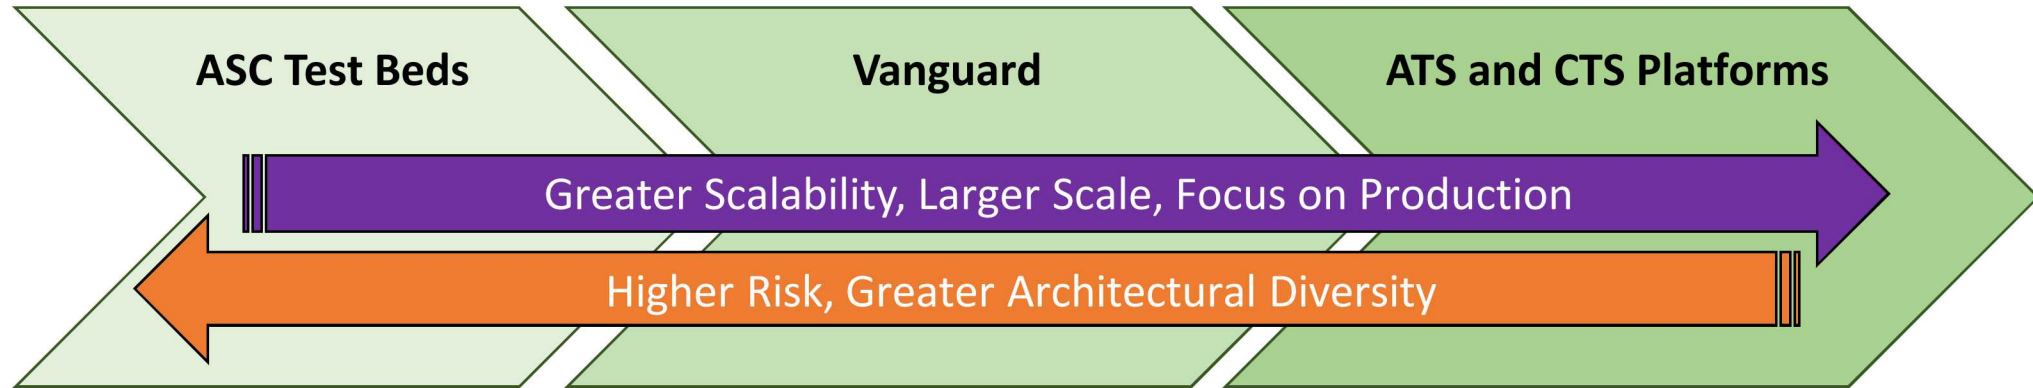 ASC Test Beds
Vanguard
ATS and CTS Platforms
Greater Scalability, Larger Scale, Focus on Production
Higher Risk, Greater Architectural Diversity